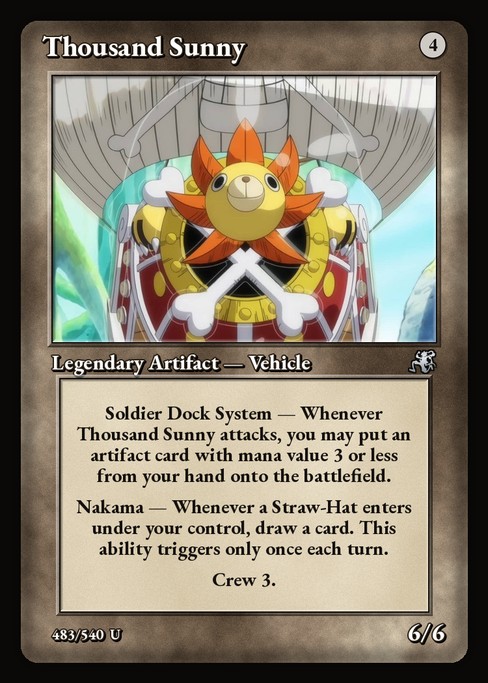 Thousand Sunny
4
Legendary Artifact — Vehicle
Soldier Dock System — Whenever
Thousand Sunny attacks, you may put an
artifact card with mana value 3 or less
from your hand onto the battlefield.
Nakama — Whenever a Straw-Hat enters
under your control, draw a card. This
ability triggers only once each turn.
Crew 3.
483/540 U
6/6